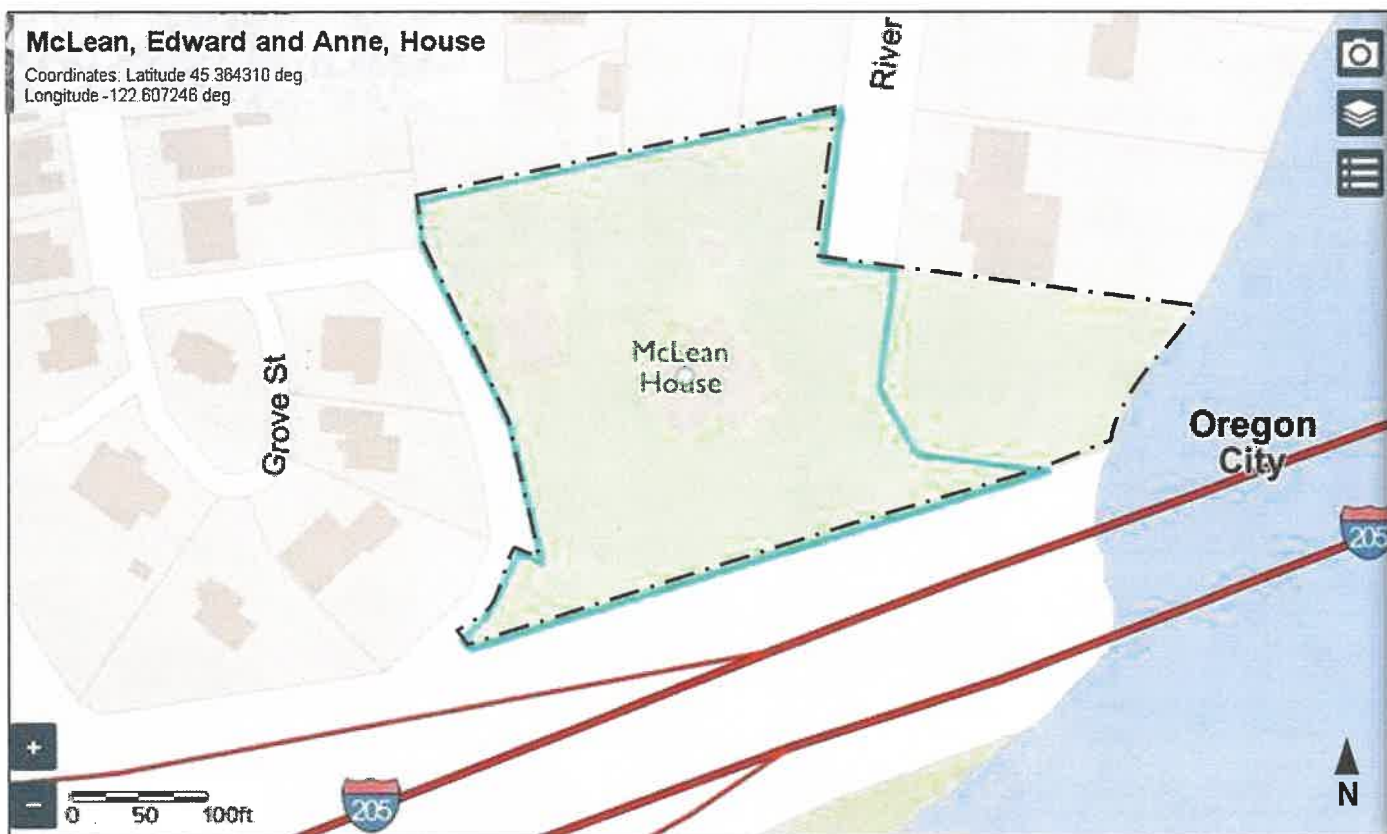 McLean, Edward and Anne, House
Coordinates: Latitude 45.364310 deg
Longitude -122.607246 deg
River
Grove St
McLean
House
Oregon
City
205
205
+
−
0 50 100ft
N